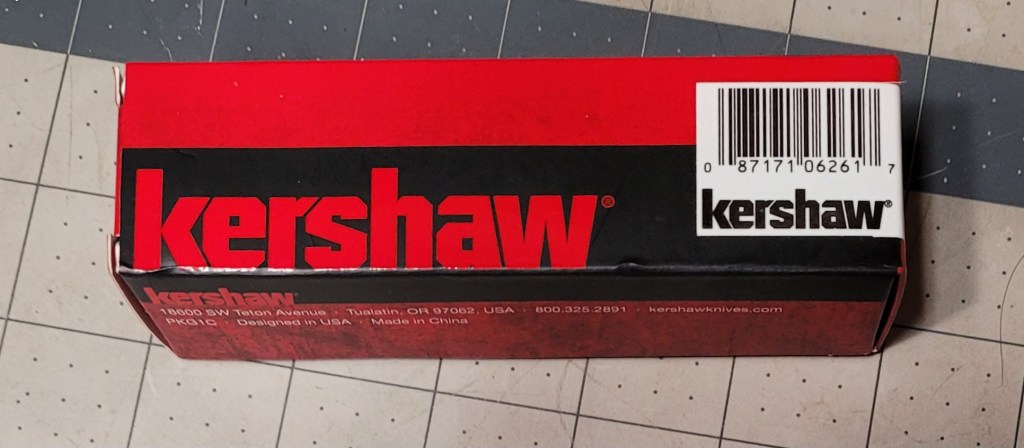 kershaw®
0 87171 06261 7
kershaw®
kershaw
18600 SW Teton Avenue · Tualatin, OR 97062, USA · 800.325.2891 · kershawknives.com
PKG1C · Designed in USA · Made in China